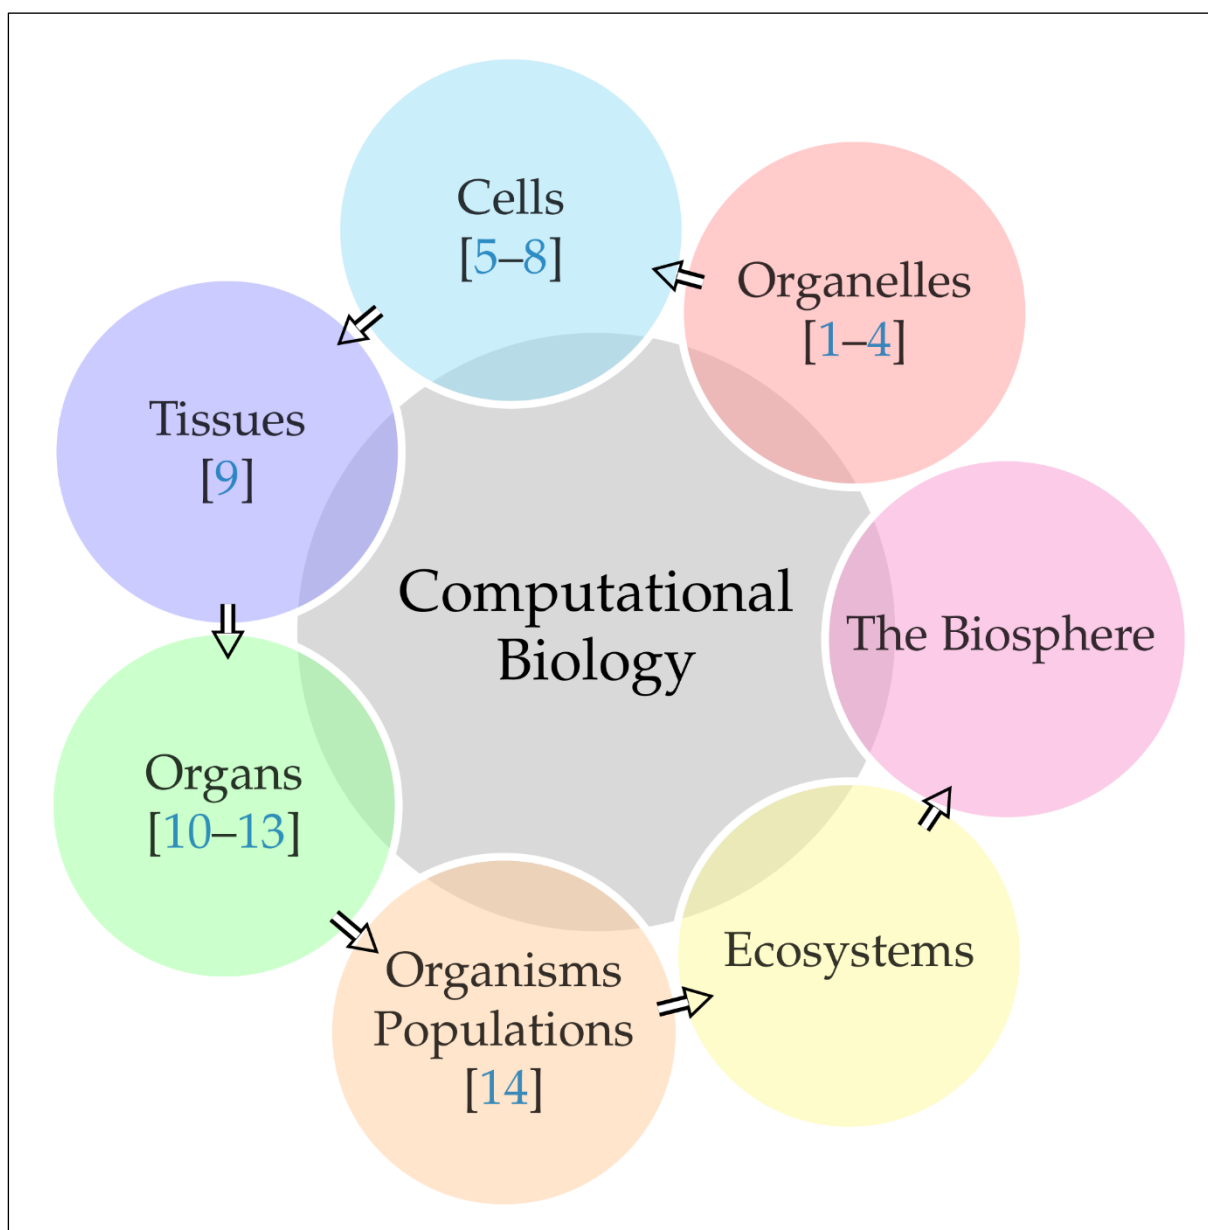 Cells
[5–8]
Organelles
[1–4]
Tissues
[9]
Computational
Biology
The Biosphere
Organs
[10–13]
Organisms
Populations
[14]
Ecosystems